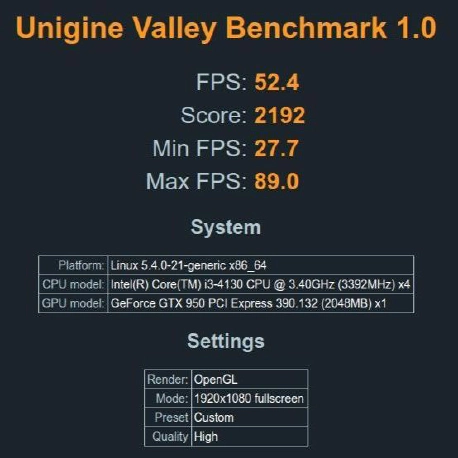 Unigine Valley Benchmark 1.0
FPS: 52.4
Score: 2192
Min FPS: 27.7
Max FPS: 89.0
System
Platform: Linux 5.4.0-21-generic x86_64
CPU model: Intel(R) Core(TM) i3-4130 CPU @ 3.40GHz (3392MHz) x4
GPU model: GeForce GTX 950 PCI Express 390.132 (2048MB) x1
Settings
Render: OpenGL
Mode: 1920x1080 fullscreen
Preset Custom
Quality High